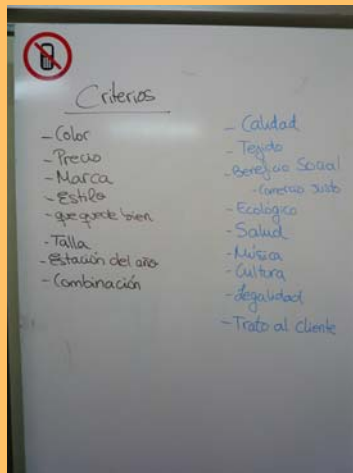 Criterios
- Color
- Precio
- Marca
- Estilo
- que quede bien
- Talla
- Estación del año
- Combinación
- Calidad
- Tejido
- Beneficio Social
- Comercio Justo
- Ecológico
- Salud
- Música
- Cultura
- Legalidad
- Trato al cliente